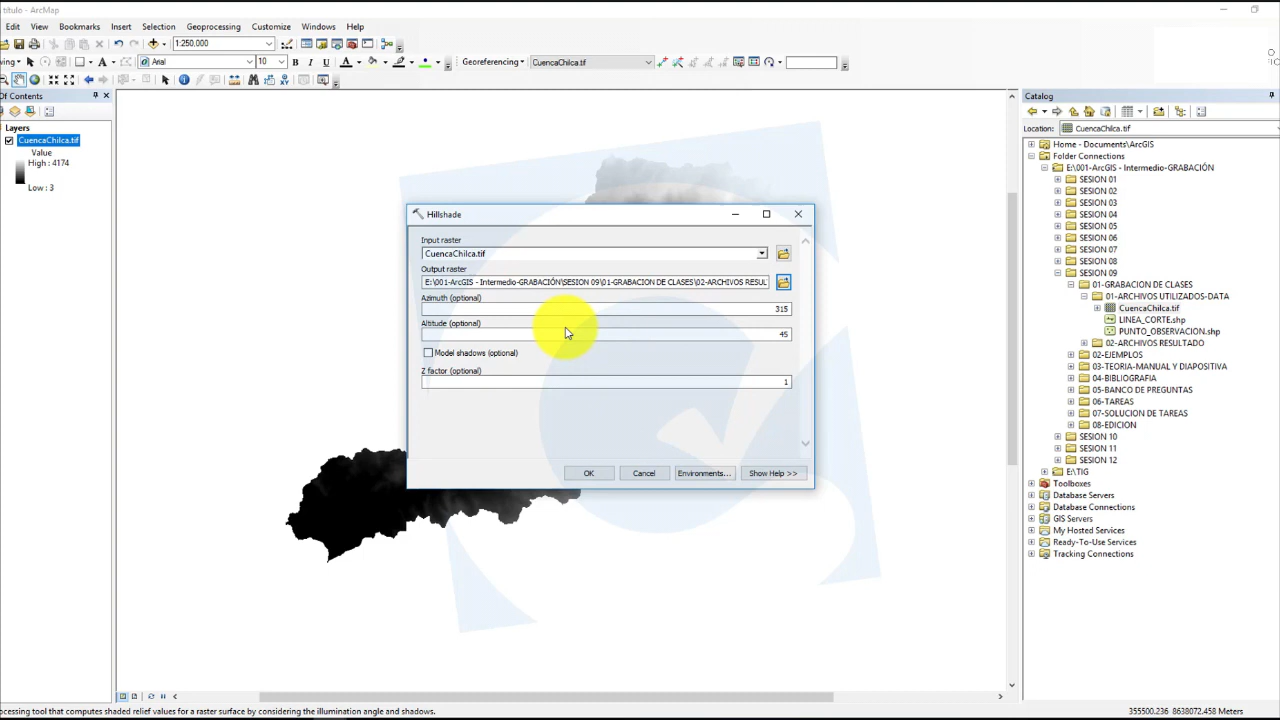 título - ArcMap
Edit View Bookmarks Insert Selection Geoprocessing Customize Windows Help
1:250,000
Arial 10 B I U A Georeferencing CuencaChilca.tif
Of Contents
Layers
CuencaChilca.tif
Value
High : 4174
Low : 3
Hillshade
Input raster
CuencaChilca.tif
Output raster
E:\001-ArcGIS - Intermedio-GRABACIÓN\SESION 09\01-GRABACION DE CLASES\02-ARCHIVOS RESUL
Azimuth (optional)
315
Altitude (optional)
45
Model shadows (optional)
Z factor (optional)
1
OK Cancel Environments... Show Help >>
Catalog
Location: CuencaChilca.tif
Home - Documents\ArcGIS
Folder Connections
E:\001-ArcGIS - Intermedio-GRABACIÓN
SESION 01
SESION 02
SESION 03
SESION 04
SESION 05
SESION 06
SESION 07
SESION 08
SESION 09
01-GRABACION DE CLASES
01-ARCHIVOS UTILIZADOS-DATA
CuencaChilca.tif
LINEA_CORTE.shp
PUNTO_OBSERVACION.shp
02-ARCHIVOS RESULTADO
02-EJEMPLOS
03-TEORIA-MANUAL Y DIAPOSITIVA
04-BIBLIOGRAFIA
05-BANCO DE PREGUNTAS
06-TAREAS
07-SOLUCION DE TAREAS
08-EDICION
SESION 10
SESION 11
SESION 12
E:\TIG
Toolboxes
Database Servers
Database Connections
GIS Servers
My Hosted Services
Ready-To-Use Services
Tracking Connections
cessing tool that computes shaded relief values for a raster surface by considering the illumination angle and shadows.
355500.236 8638072.458 Meters